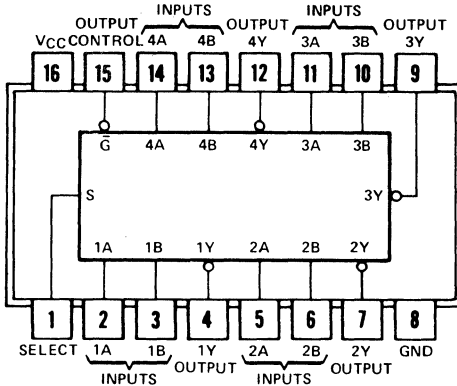 INPUTS INPUTS
OUTPUT OUTPUT OUTPUT
VCC CONTROL 4A 4B 4Y 3A 3B 3Y
16 15 14 13 12 11 10 9
G̅ 4A 4B 4Y 3A 3B
S 3Y
1A 1B 1Y 2A 2B 2Y
1 2 3 4 5 6 7 8
SELECT 1A 1B 1Y 2A 2B 2Y GND
OUTPUT OUTPUT
INPUTS INPUTS